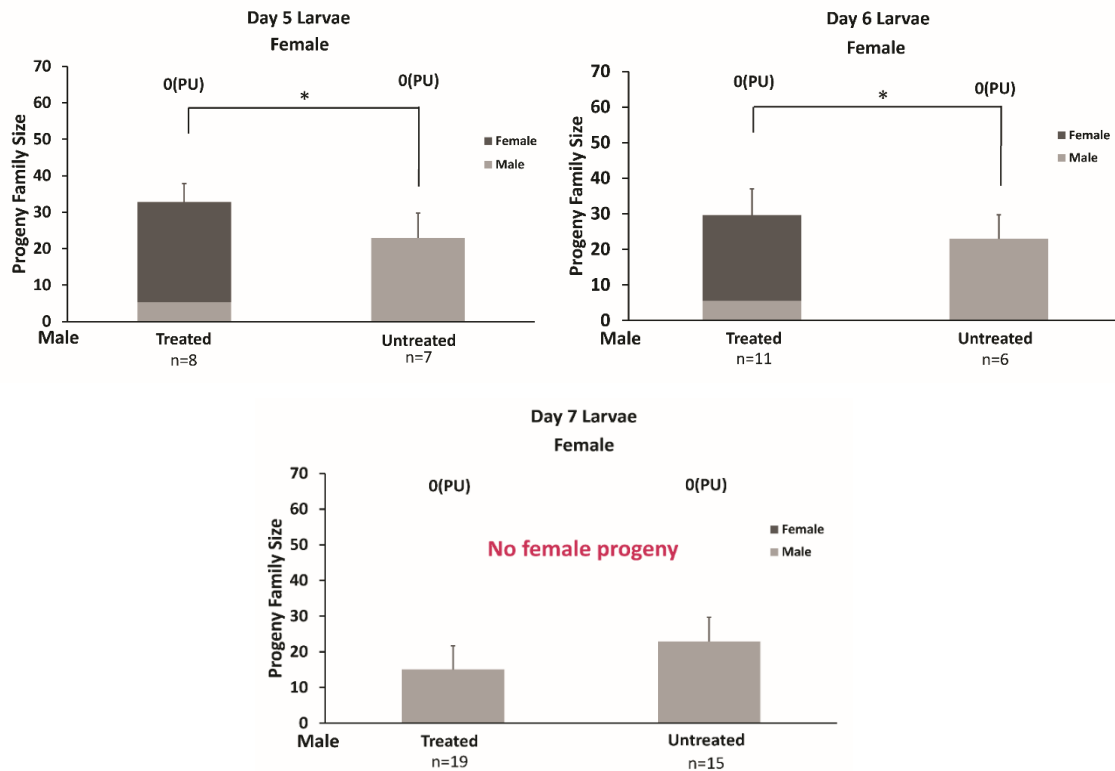 Day 5 Larvae
Female
70
60
50
40
30
20
10
0
Progeny Family Size
0(PU)
0(PU)
*
Female
Male
Male
Treated
Untreated
n=8
n=7
Day 6 Larvae
Female
70
60
50
40
30
20
10
0
Progeny Family Size
0(PU)
0(PU)
*
Female
Male
Male
Treated
Untreated
n=11
n=6
Day 7 Larvae
Female
70
60
50
40
30
20
10
0
Progeny Family Size
0(PU)
0(PU)
No female progeny
Female
Male
Male
Treated
Untreated
n=19
n=15